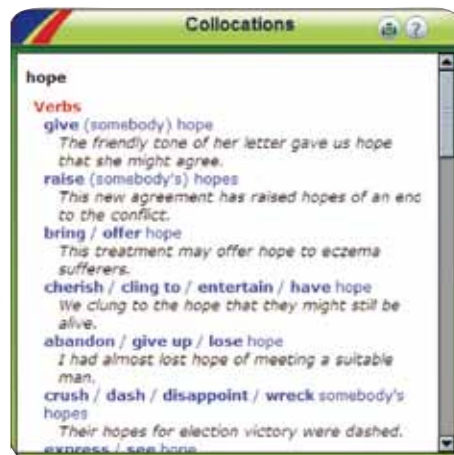 Collocations
?
hope
Verbs
give (somebody) hope
The friendly tone of her letter gave us hope
that she might agree.
raise (somebody's) hopes
This new agreement has raised hopes of an end
to the conflict.
bring / offer hope
This treatment may offer hope to eczema
sufferers.
cherish / cling to / entertain / have hope
We clung to the hope that they might still be
alive.
abandon / give up / lose hope
I had almost lost hope of meeting a suitable
man.
crush / dash / disappoint / wreck somebody's
hopes
Their hopes for election victory were dashed.
express / see hope